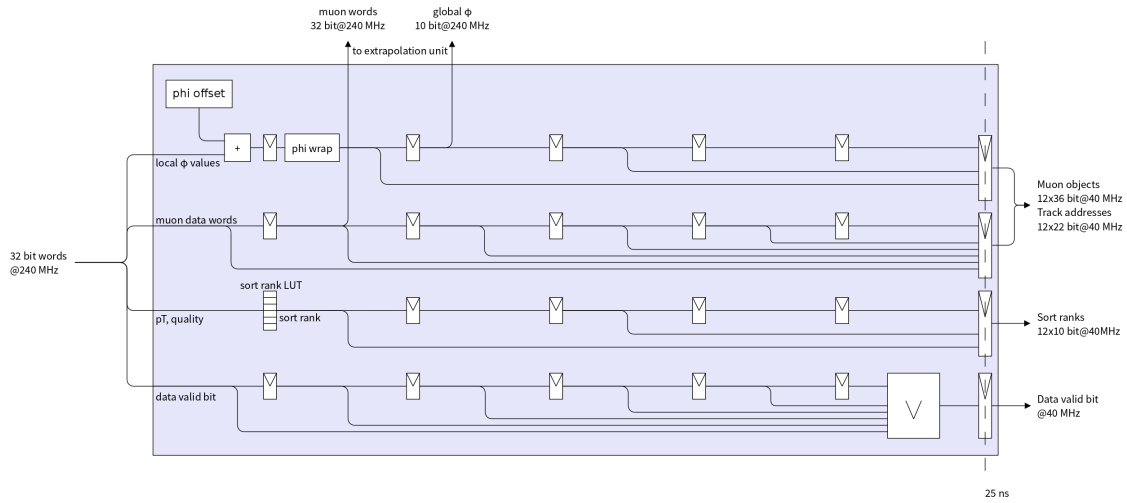 muon words
32 bit@240 MHz
global ϕ
10 bit@240 MHz
to extrapolation unit
phi offset
+
phi wrap
local ϕ values
muon data words
32 bit words
@240 MHz
sort rank LUT
sort rank
pT, quality
data valid bit
Muon objects
12x36 bit@40 MHz
Track addresses
12x22 bit@40 MHz
Sort ranks
12x10 bit@40MHz
Data valid bit
@40 MHz
25 ns